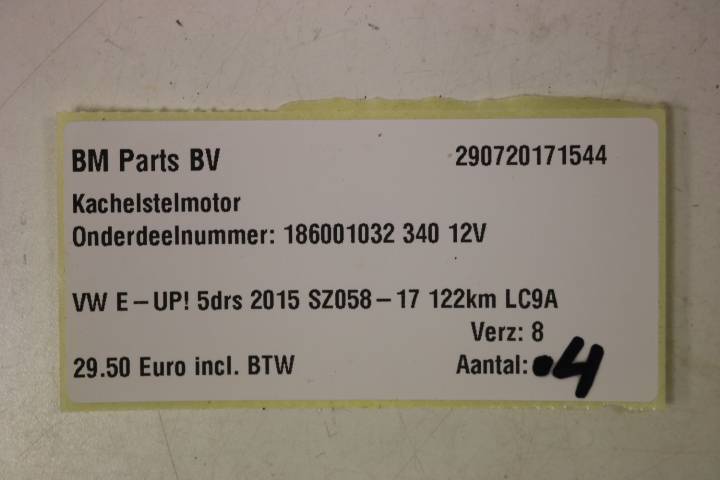 BM Parts BV 290720171544
Kachelstelmotor
Onderdeelnummer: 186001032 340 12V
VW E-UP! 5drs 2015 SZ058-17 122km LC9A
Verz: 8
29.50 Euro incl. BTW Aantal: 4